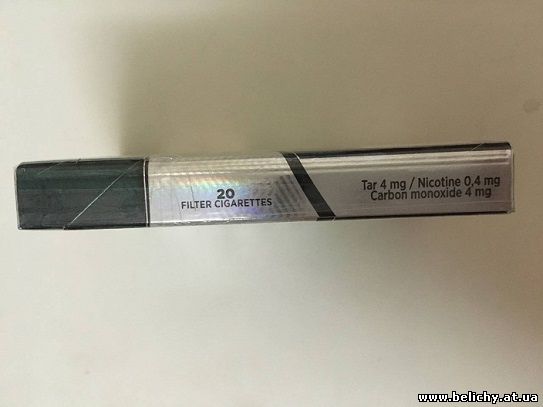 20
FILTER CIGARETTES
Tar 4 mg / Nicotine 0,4 mg
Carbon monoxide 4 mg
www.belichy.at.ua